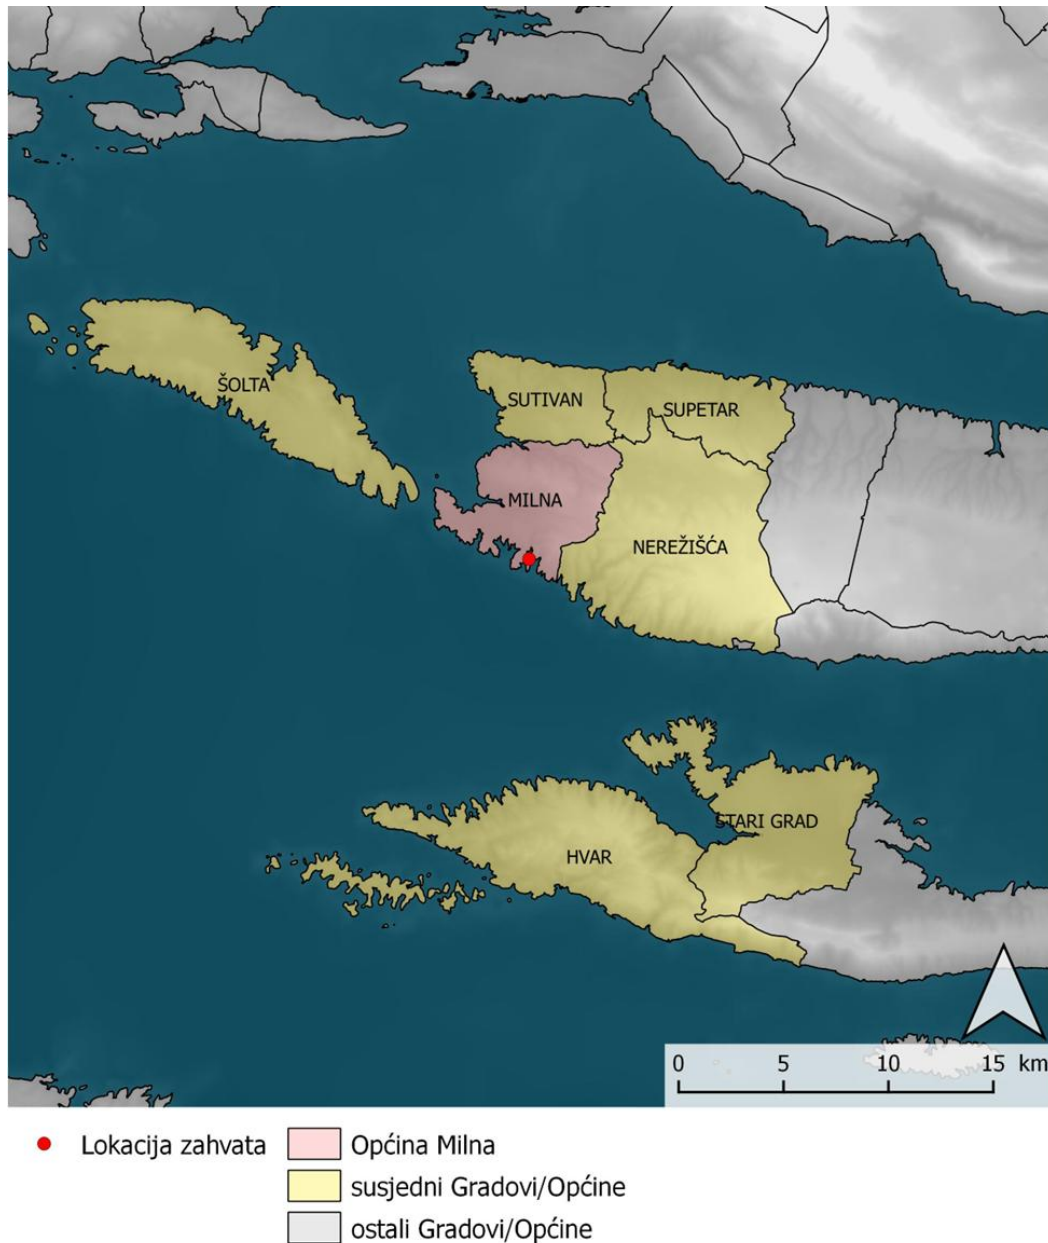 ŠOLTA
SUTIVAN
SUPETAR
MILNA
NEREŽIŠĆA
STARI GRAD
HVAR
0 5 10 15 km
Lokacija zahvata
Općina Milna
susjedni Gradovi/Općine
ostali Gradovi/Općine